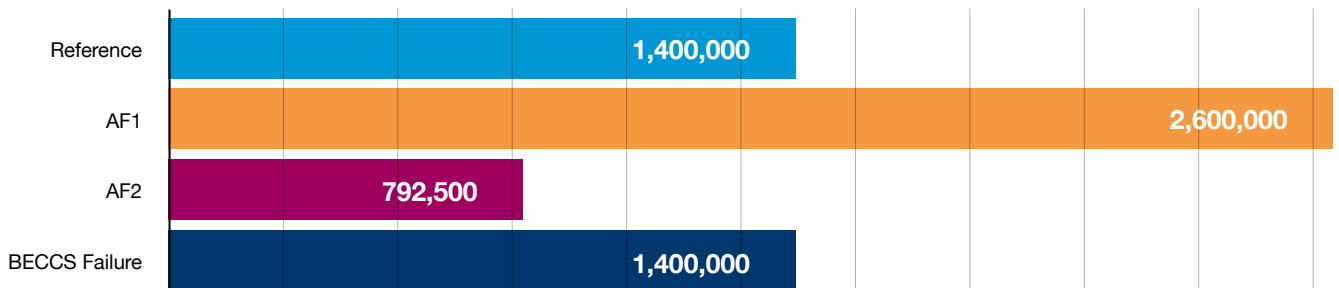 Reference 1,400,000
AF1 2,600,000
AF2 792,500
BECCS Failure 1,400,000